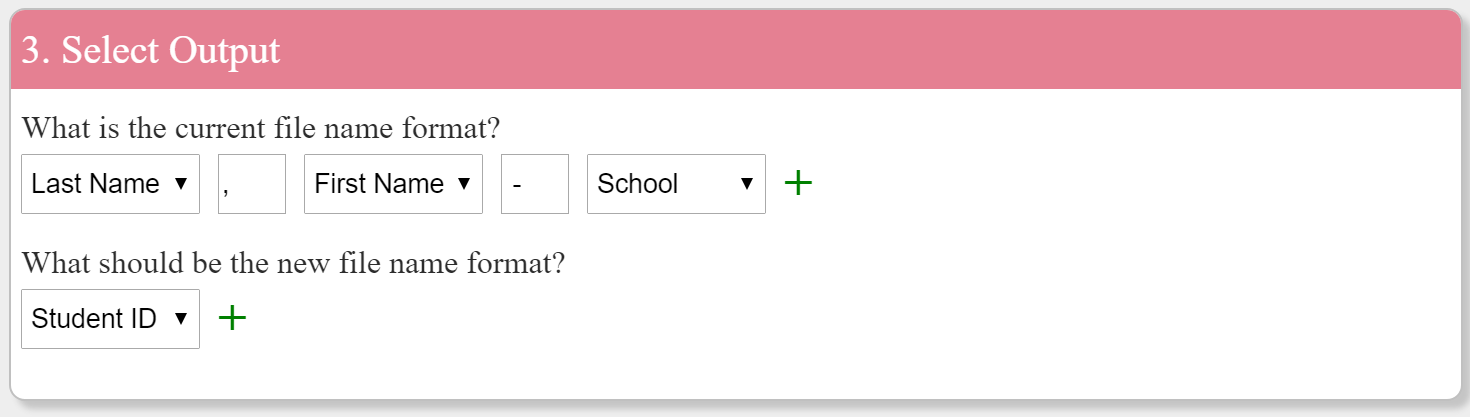 3. Select Output
What is the current file name format?
Last Name ▼ , First Name ▼ - School ▼ +
What should be the new file name format?
Student ID ▼ +